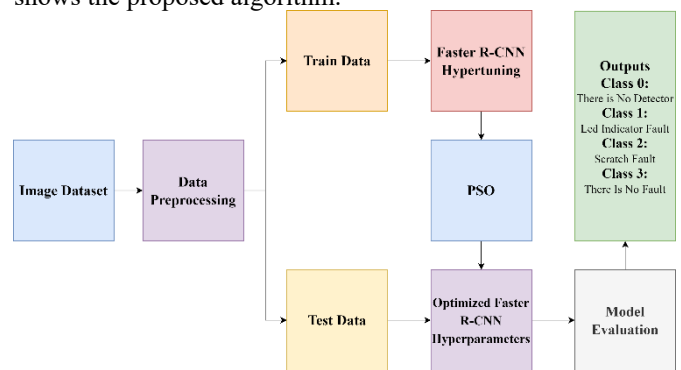 shows the proposed algorithm.
Train Data
Faster R-CNN
Hypertuning
Outputs
Class 0:
There is No Detector
Class 1:
Led Indicator Fault
Class 2:
Scratch Fault
Class 3:
There Is No Fault
Image Dataset
Data
Preprocessing
PSO
Test Data
Optimized Faster
R-CNN
Hyperparameters
Model
Evaluation